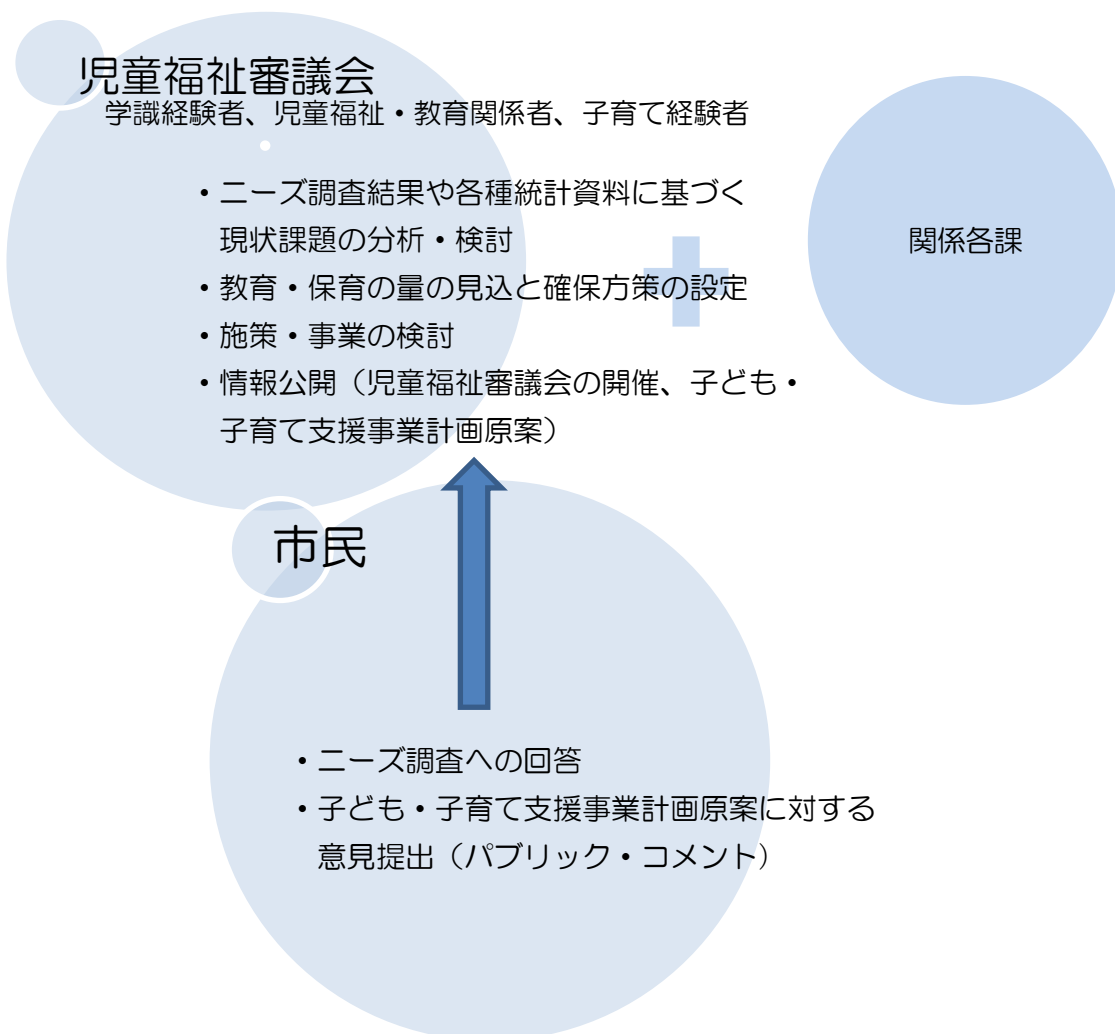 児童福祉審議会
学識経験者、児童福祉・教育関係者、子育て経験者
・ニーズ調査結果や各種統計資料に基づく
現状課題の分析・検討
・教育・保育の量の見込と確保方策の設定
・施策・事業の検討
・情報公開（児童福祉審議会の開催、子ども・
子育て支援事業計画原案）
関係各課
市民
・ニーズ調査への回答
・子ども・子育て支援事業計画原案に対する
意見提出（パブリック・コメント）